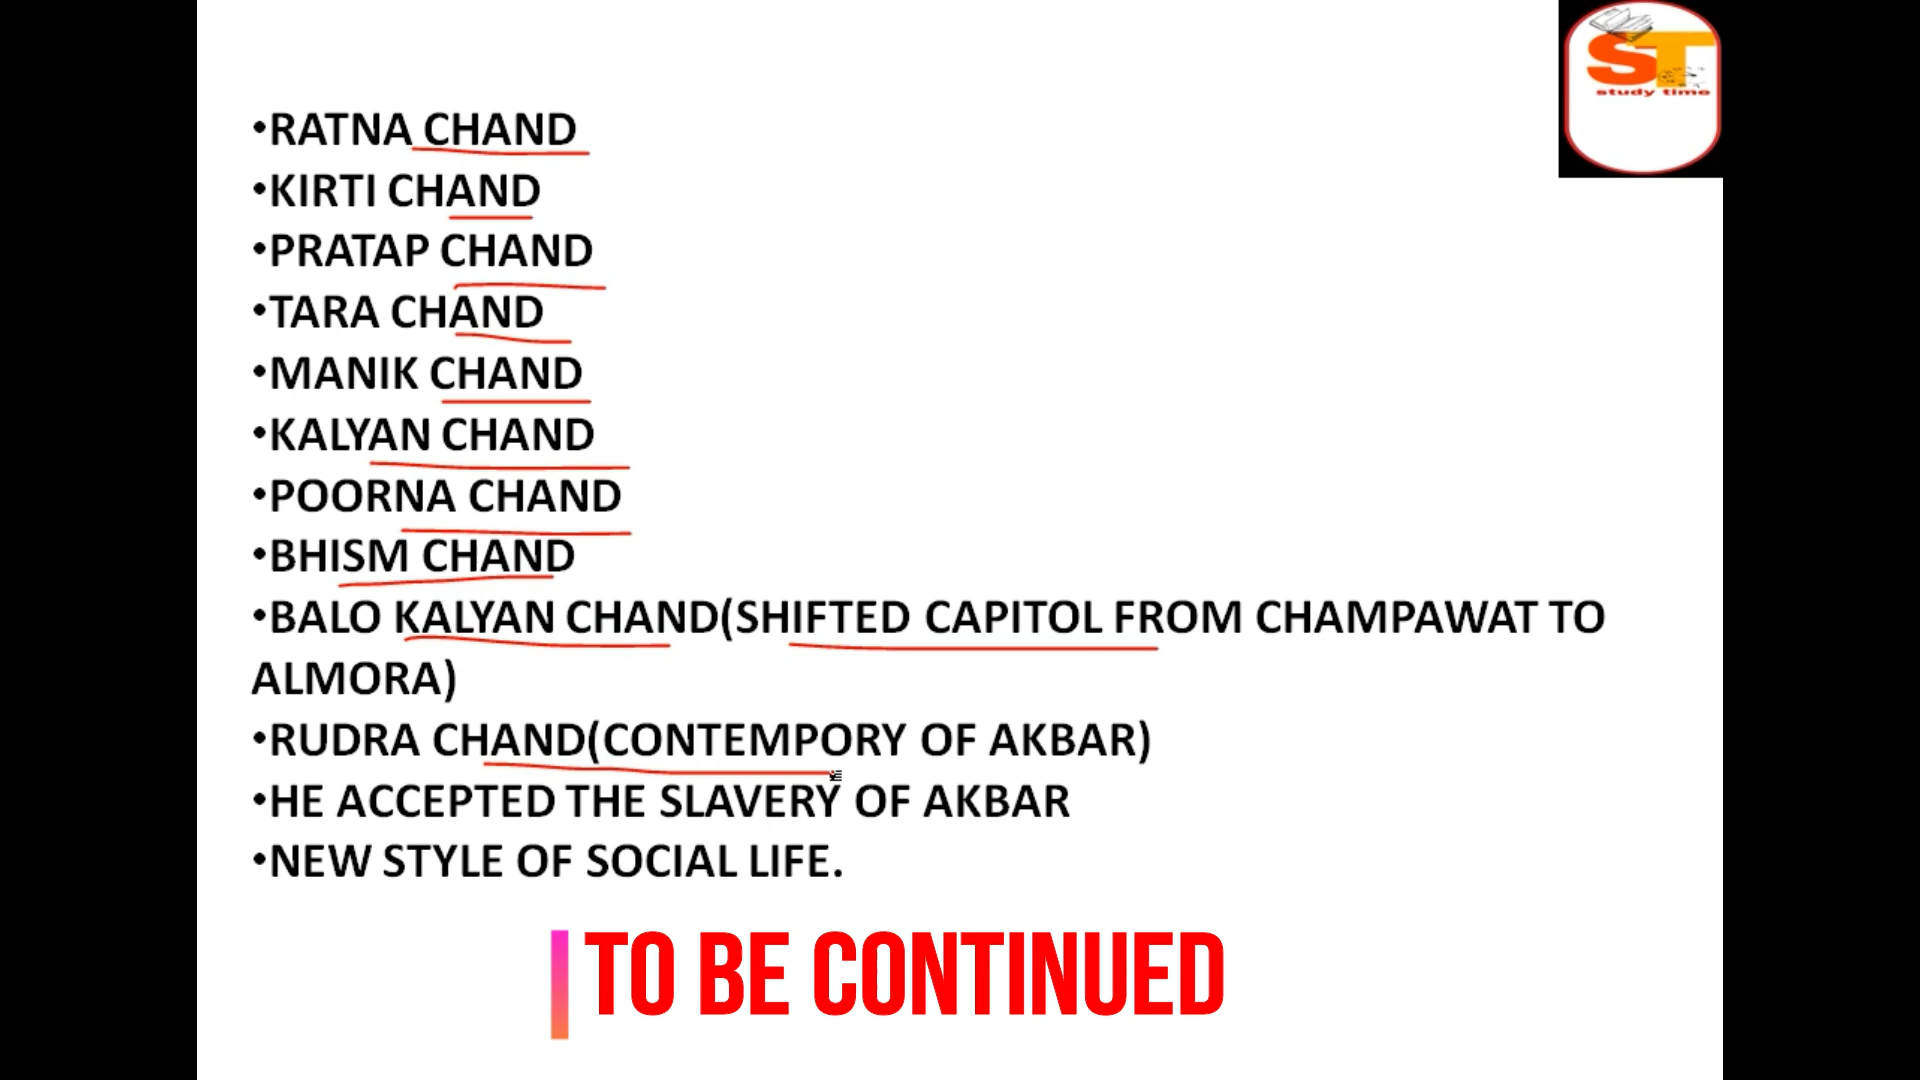 ST
study time
•RATNA CHAND
•KIRTI CHAND
•PRATAP CHAND
•TARA CHAND
•MANIK CHAND
•KALYAN CHAND
•POORNA CHAND
•BHISM CHAND
•BALO KALYAN CHAND(SHIFTED CAPITOL FROM CHAMPAWAT TO
ALMORA)
•RUDRA CHAND(CONTEMPORY OF AKBAR)
•HE ACCEPTED THE SLAVERY OF AKBAR
•NEW STYLE OF SOCIAL LIFE.
TO BE CONTINUED